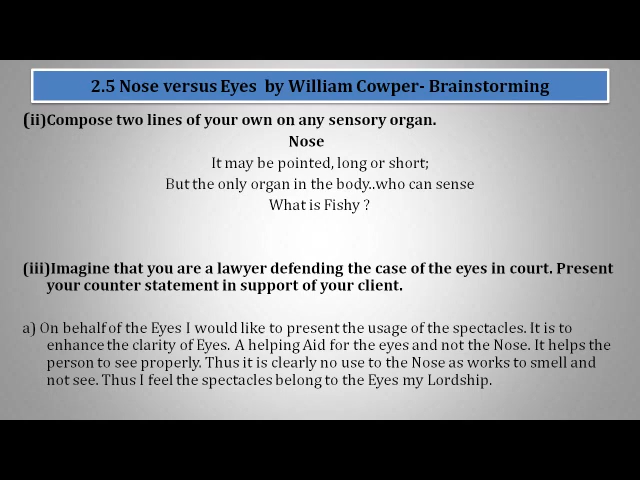 2.5 Nose versus Eyes  by William Cowper- Brainstorming
(ii)Compose two lines of your own on any sensory organ.
Nose
It may be pointed, long or short;
But the only organ in the body..who can sense
What is Fishy ?
(iii)Imagine that you are a lawyer defending the case of the eyes in court. Present
your counter statement in support of your client.
a) On behalf of the Eyes I would like to present the usage of the spectacles. It is to
enhance the clarity of Eyes. A helping Aid for the eyes and not the Nose. It helps the
person to see properly. Thus it is clearly no use to the Nose as works to smell and
not see. Thus I feel the spectacles belong to the Eyes my Lordship.